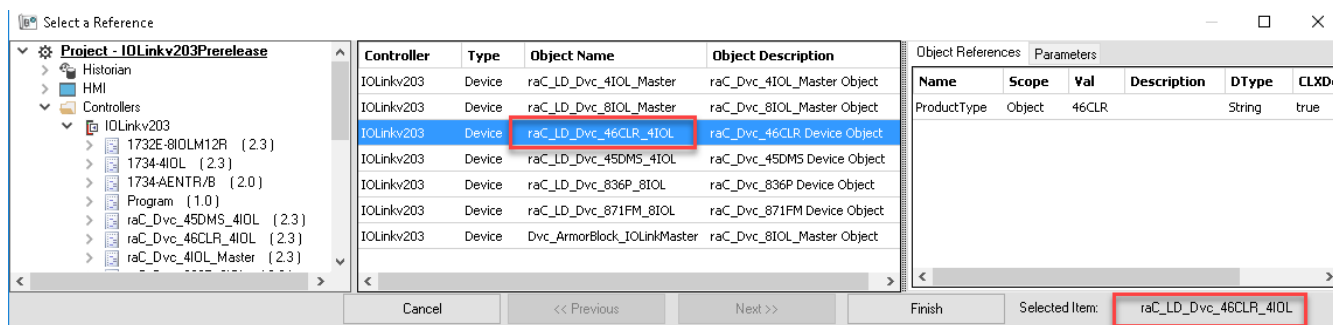 Select a Reference
Project - IOLinkv203Prerelease
Historian
HMI
Controllers
IOLinkv203
1732E-8IOLM12R (2.3)
1734-4IOL (2.3)
1734-AENTR/B (2.0)
Program (1.0)
raC_Dvc_45DMS_4IOL (2.3)
raC_Dvc_46CLR_4IOL (2.3)
raC_Dvc_4IOL_Master (2.3)
Controller Type Object Name Object Description
IOLinkv203 Device raC_LD_Dvc_4IOL_Master raC_Dvc_4IOL_Master Object
IOLinkv203 Device raC_LD_Dvc_8IOL_Master raC_Dvc_8IOL_Master Object
IOLinkv203 Device raC_LD_Dvc_46CLR_4IOL raC_Dvc_46CLR Device Object
IOLinkv203 Device raC_LD_Dvc_45DMS_4IOL raC_Dvc_45DMS Device Object
IOLinkv203 Device raC_LD_Dvc_836P_8IOL raC_Dvc_836P Device Object
IOLinkv203 Device raC_LD_Dvc_871FM_8IOL raC_Dvc_871FM Device Object
IOLinkv203 Device Dvc_ArmorBlock_IOLinkMaster raC_Dvc_8IOL_Master Object
Object References Parameters
Name Scope Val Description DType CLXD
ProductType Object 46CLR String true
Cancel << Previous Next >> Finish Selected Item: raC_LD_Dvc_46CLR_4IOL